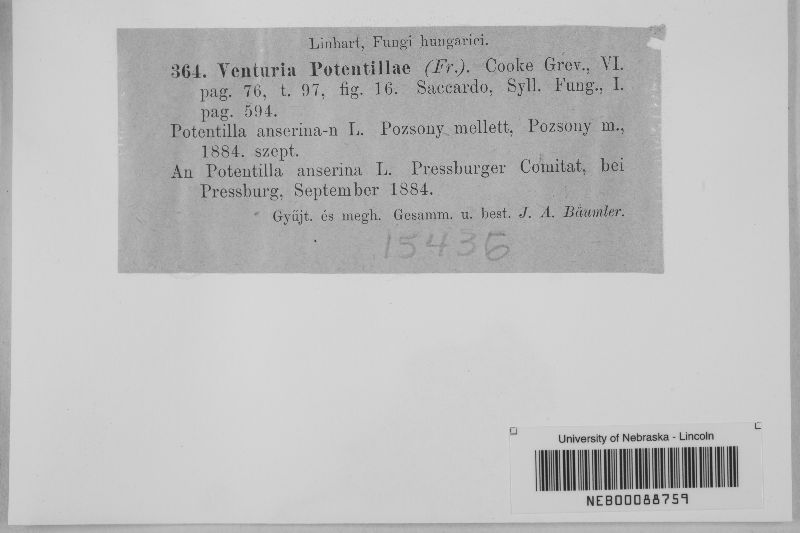 Linhart, Fungi hungarici.
364. Venturia Potentillae (Fr.). Cooke Grev., VI.
pag. 76, t. 97, fig. 16. Saccardo, Syll. Fung., I.
pag. 594.
Potentilla anserina-n L. Pozsony mellett, Pozsony m.,
1884. szept.
An Potentilla anserina L. Pressburger Comitat, bei
Pressburg, September 1884.
Gyűjt. és megh. Gesamm. u. best. J. A. Bäumler.
15436
University of Nebraska - Lincoln
NEB00088759